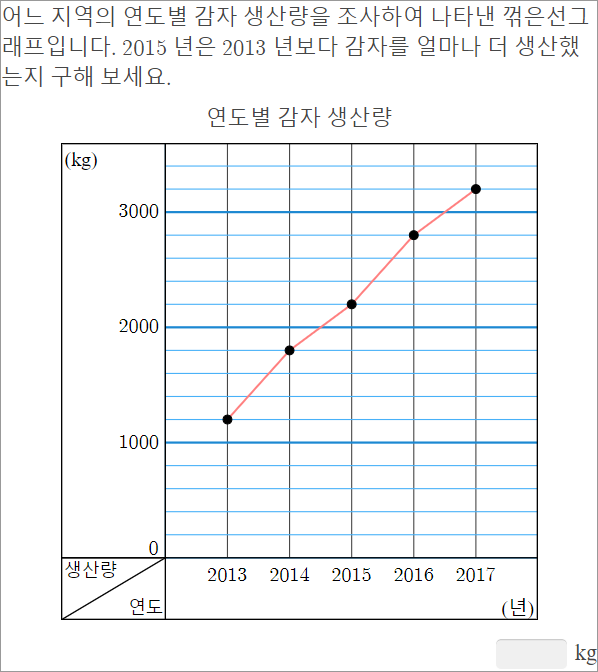 어느 지역의 연도별 감자 생산량을 조사하여 나타낸 꺾은선그
래프입니다. 2015 년은 2013 년보다 감자를 얼마나 더 생산했
는지 구해 보세요.
연도별 감자 생산량
(kg)
3000
2000
1000
0
생산량
연도
2013 2014 2015 2016 2017
(년)
kg